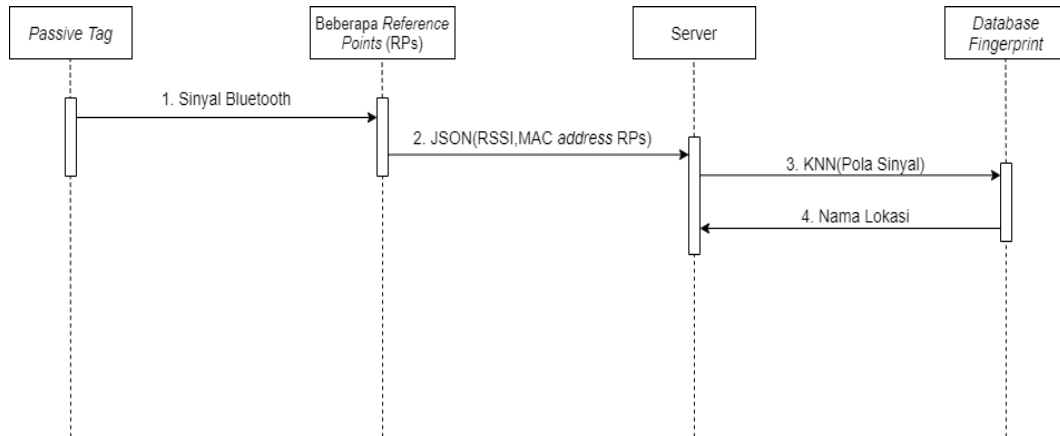 Passive Tag
Beberapa Reference
Points (RPs)
Server
Database
Fingerprint
1. Sinyal Bluetooth
2. JSON(RSSI,MAC address RPs)
3. KNN(Pola Sinyal)
4. Nama Lokasi